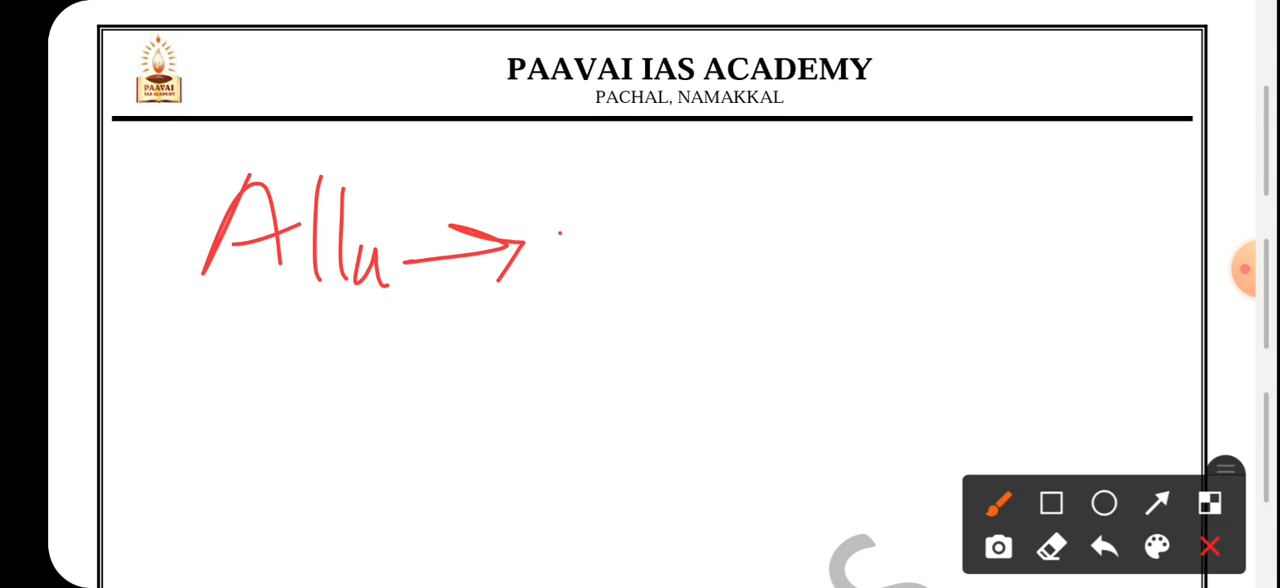 PAAVAI
IAS ACADEMY
PAAVAI IAS ACADEMY
PACHAL, NAMAKKAL
Allu →